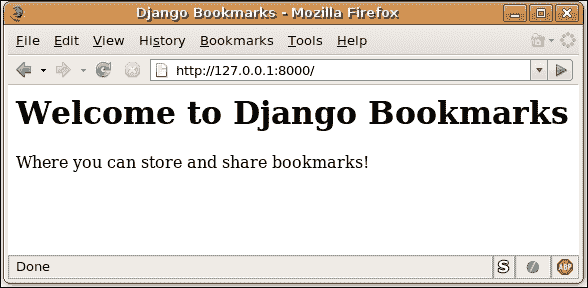 Django Bookmarks - Mozilla Firefox
File Edit View History Bookmarks Tools Help
http://127.0.0.1:8000/
Welcome to Django Bookmarks
Where you can store and share bookmarks!
Done S ABP